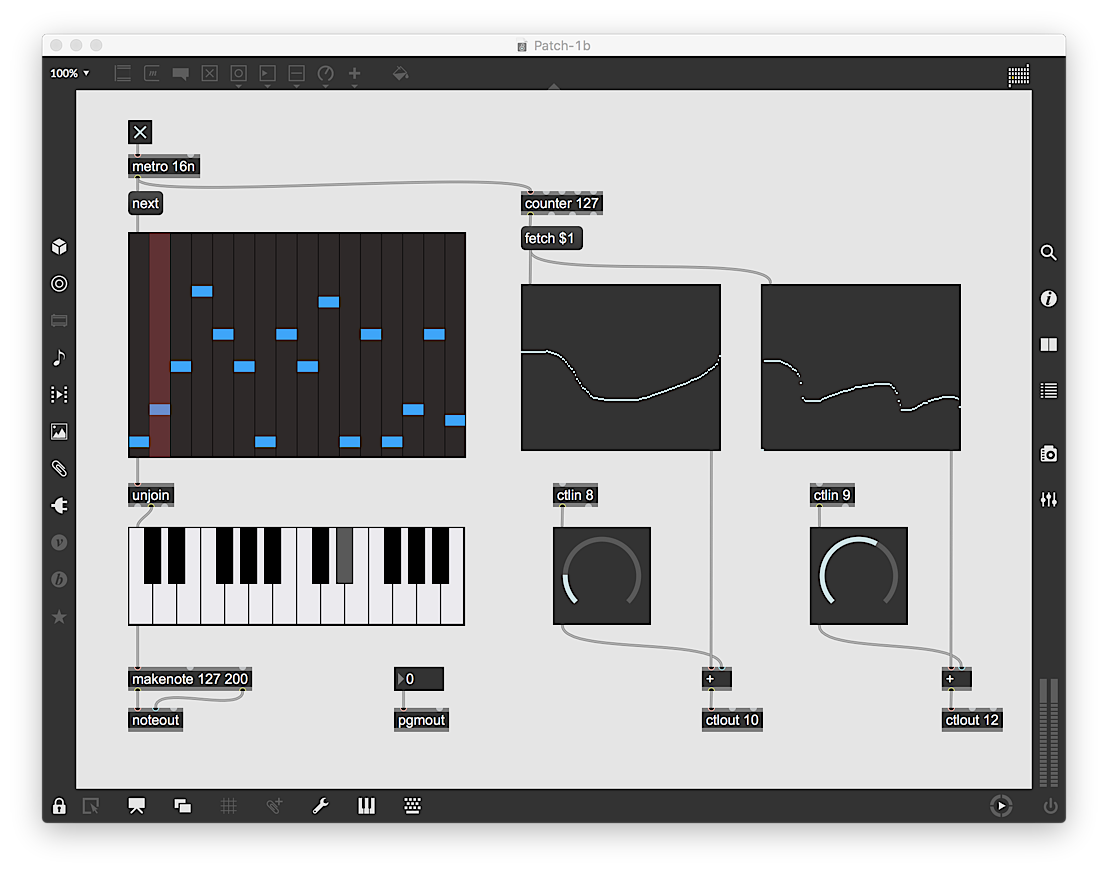 Patch-1b
100%
metro 16n
next
counter 127
fetch $1
unjoin
ctlin 8
ctlin 9
makenote 127 200
0
+
+
noteout
pgmout
ctlout 10
ctlout 12